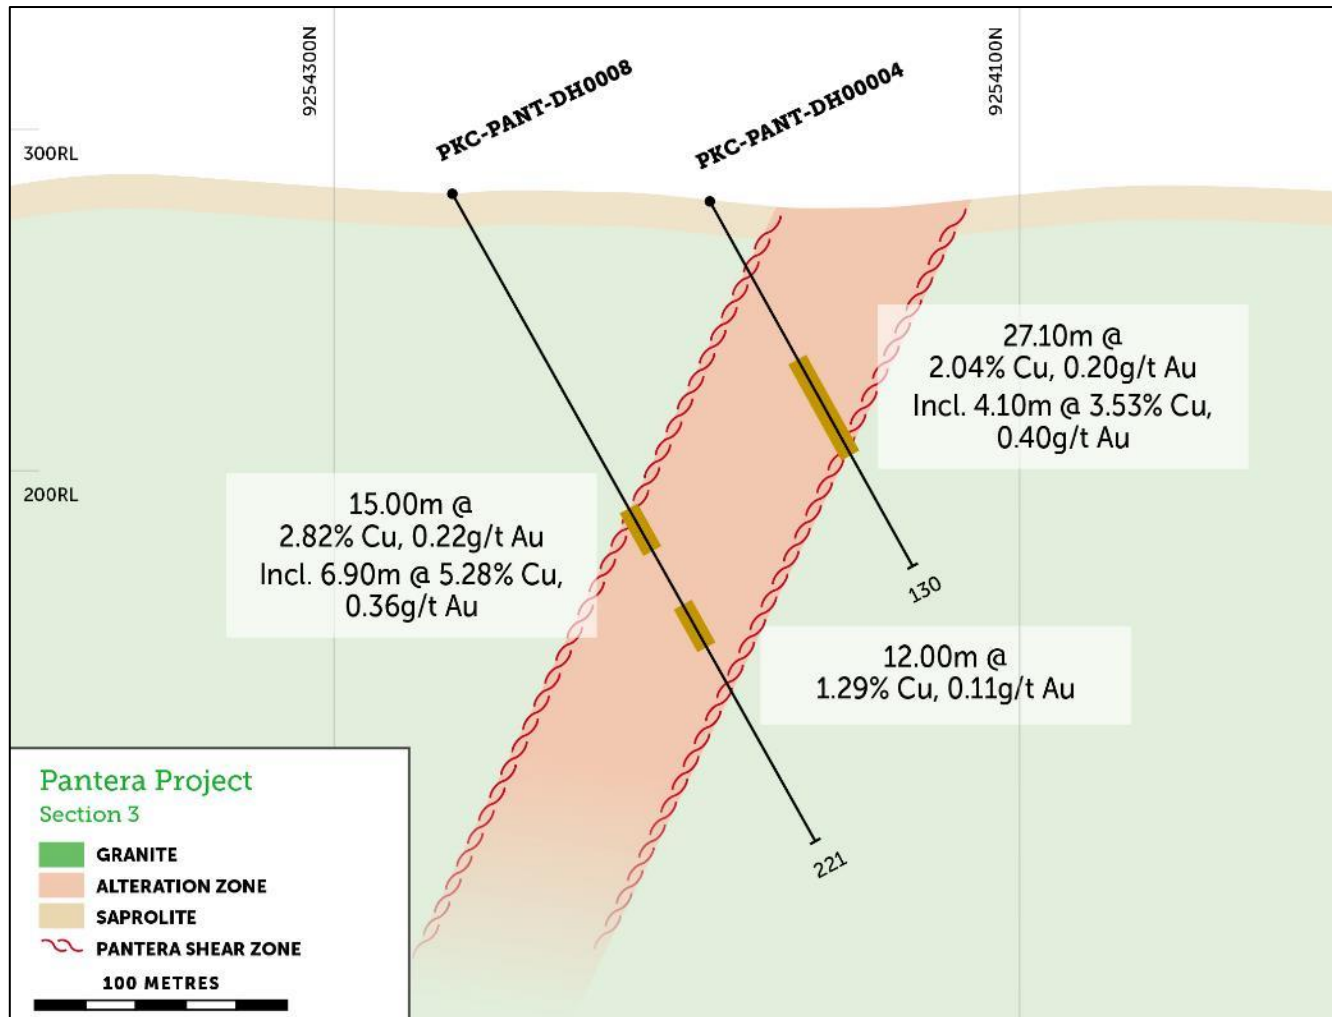 9254300N
9254100N
PKC-PANT-DH0008
PKC-PANT-DH00004
300RL
200RL
27.10m @
2.04% Cu, 0.20g/t Au
Incl. 4.10m @ 3.53% Cu,
0.40g/t Au
15.00m @
2.82% Cu, 0.22g/t Au
Incl. 6.90m @ 5.28% Cu,
0.36g/t Au
130
12.00m @
1.29% Cu, 0.11g/t Au
221
Pantera Project
Section 3
GRANITE
ALTERATION ZONE
SAPROLITE
PANTERA SHEAR ZONE
100 METRES